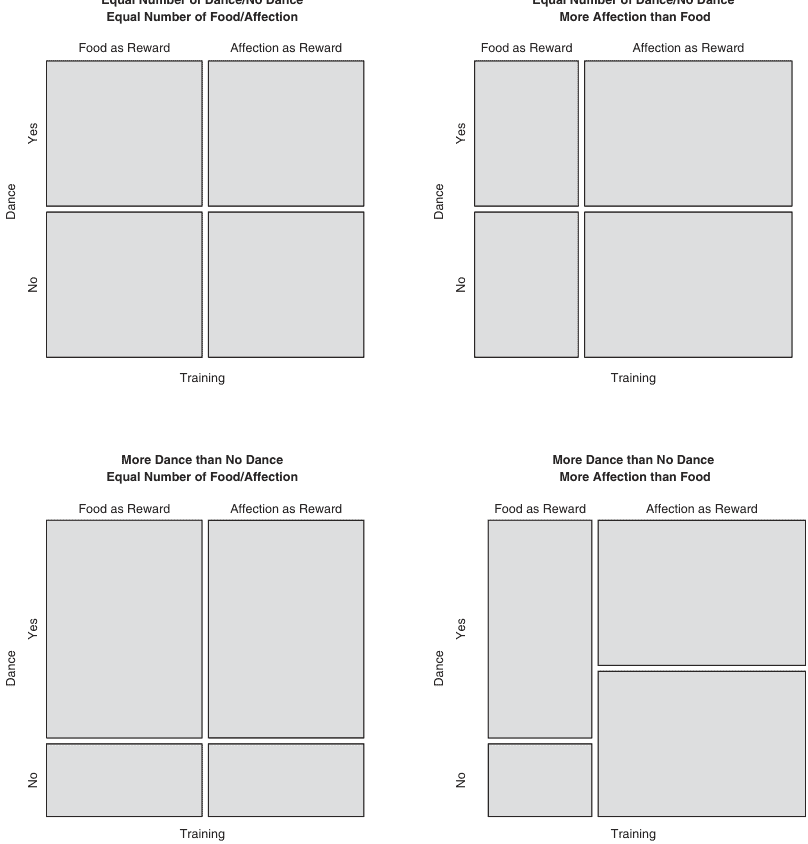 Equal Number of Dance/No Dance
Equal Number of Food/Affection
Food as Reward
Affection as Reward
Yes
Dance
No
Training
Equal Number of Dance/No Dance
More Affection than Food
Food as Reward
Affection as Reward
Yes
Dance
No
Training
More Dance than No Dance
Equal Number of Food/Affection
Food as Reward
Affection as Reward
Yes
Dance
No
Training
More Dance than No Dance
More Affection than Food
Food as Reward
Affection as Reward
Yes
Dance
No
Training